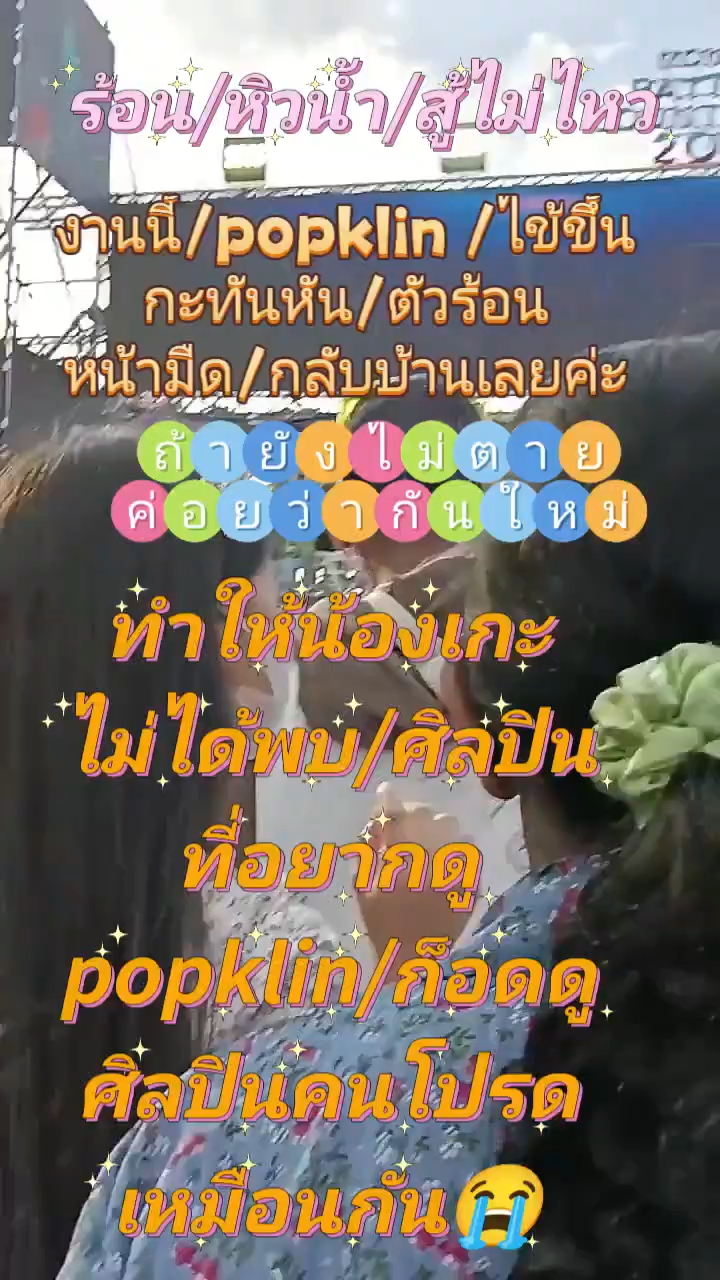 ร้อน/หิวน้ำ/สู้ไม่ไหว
งานนี้/popklin /ไข้ขึ้น
กะทันหัน/ตัวร้อน
หน้ามืด/กลับบ้านเลยค่ะ
ถ้ายังไม่ตาย
ค่อยว่ากันใหม่
ทำให้น้องเกะ
ไม่ได้พบ/ศิลปิน
ที่อยากดู
popklin/ก็อดดู
ศิลปินคนโปรด
เหมือนกัน😭